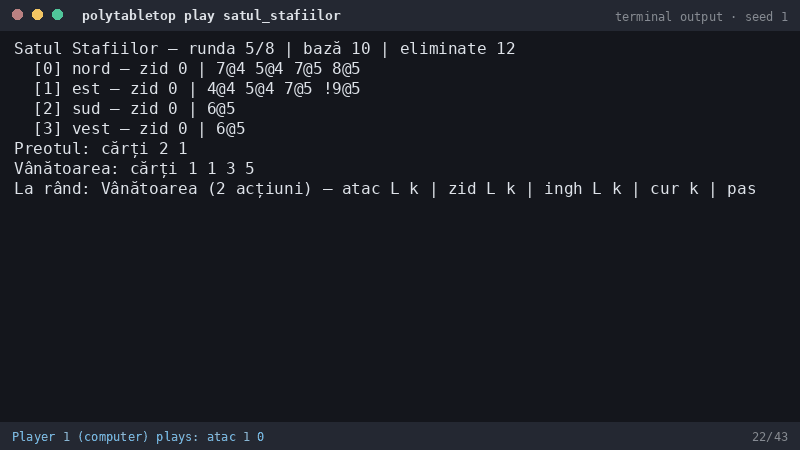 polytabletop play satul_stafiilor
terminal output · seed 1
Satul Stafiilor — runda 5/8 | bază 10 | eliminate 12
[0] nord — zid 0 | 7@4 5@4 7@5 8@5
[1] est — zid 0 | 4@4 5@4 7@5 !9@5
[2] sud — zid 0 | 6@5
[3] vest — zid 0 | 6@5
Preotul: cărți 2 1
Vânătoarea: cărți 1 1 3 5
La rând: Vânătoarea (2 acțiuni) — atac L k | zid L k | ingh L k | cur k | pas
Player 1 (computer) plays: atac 1 0
22/43